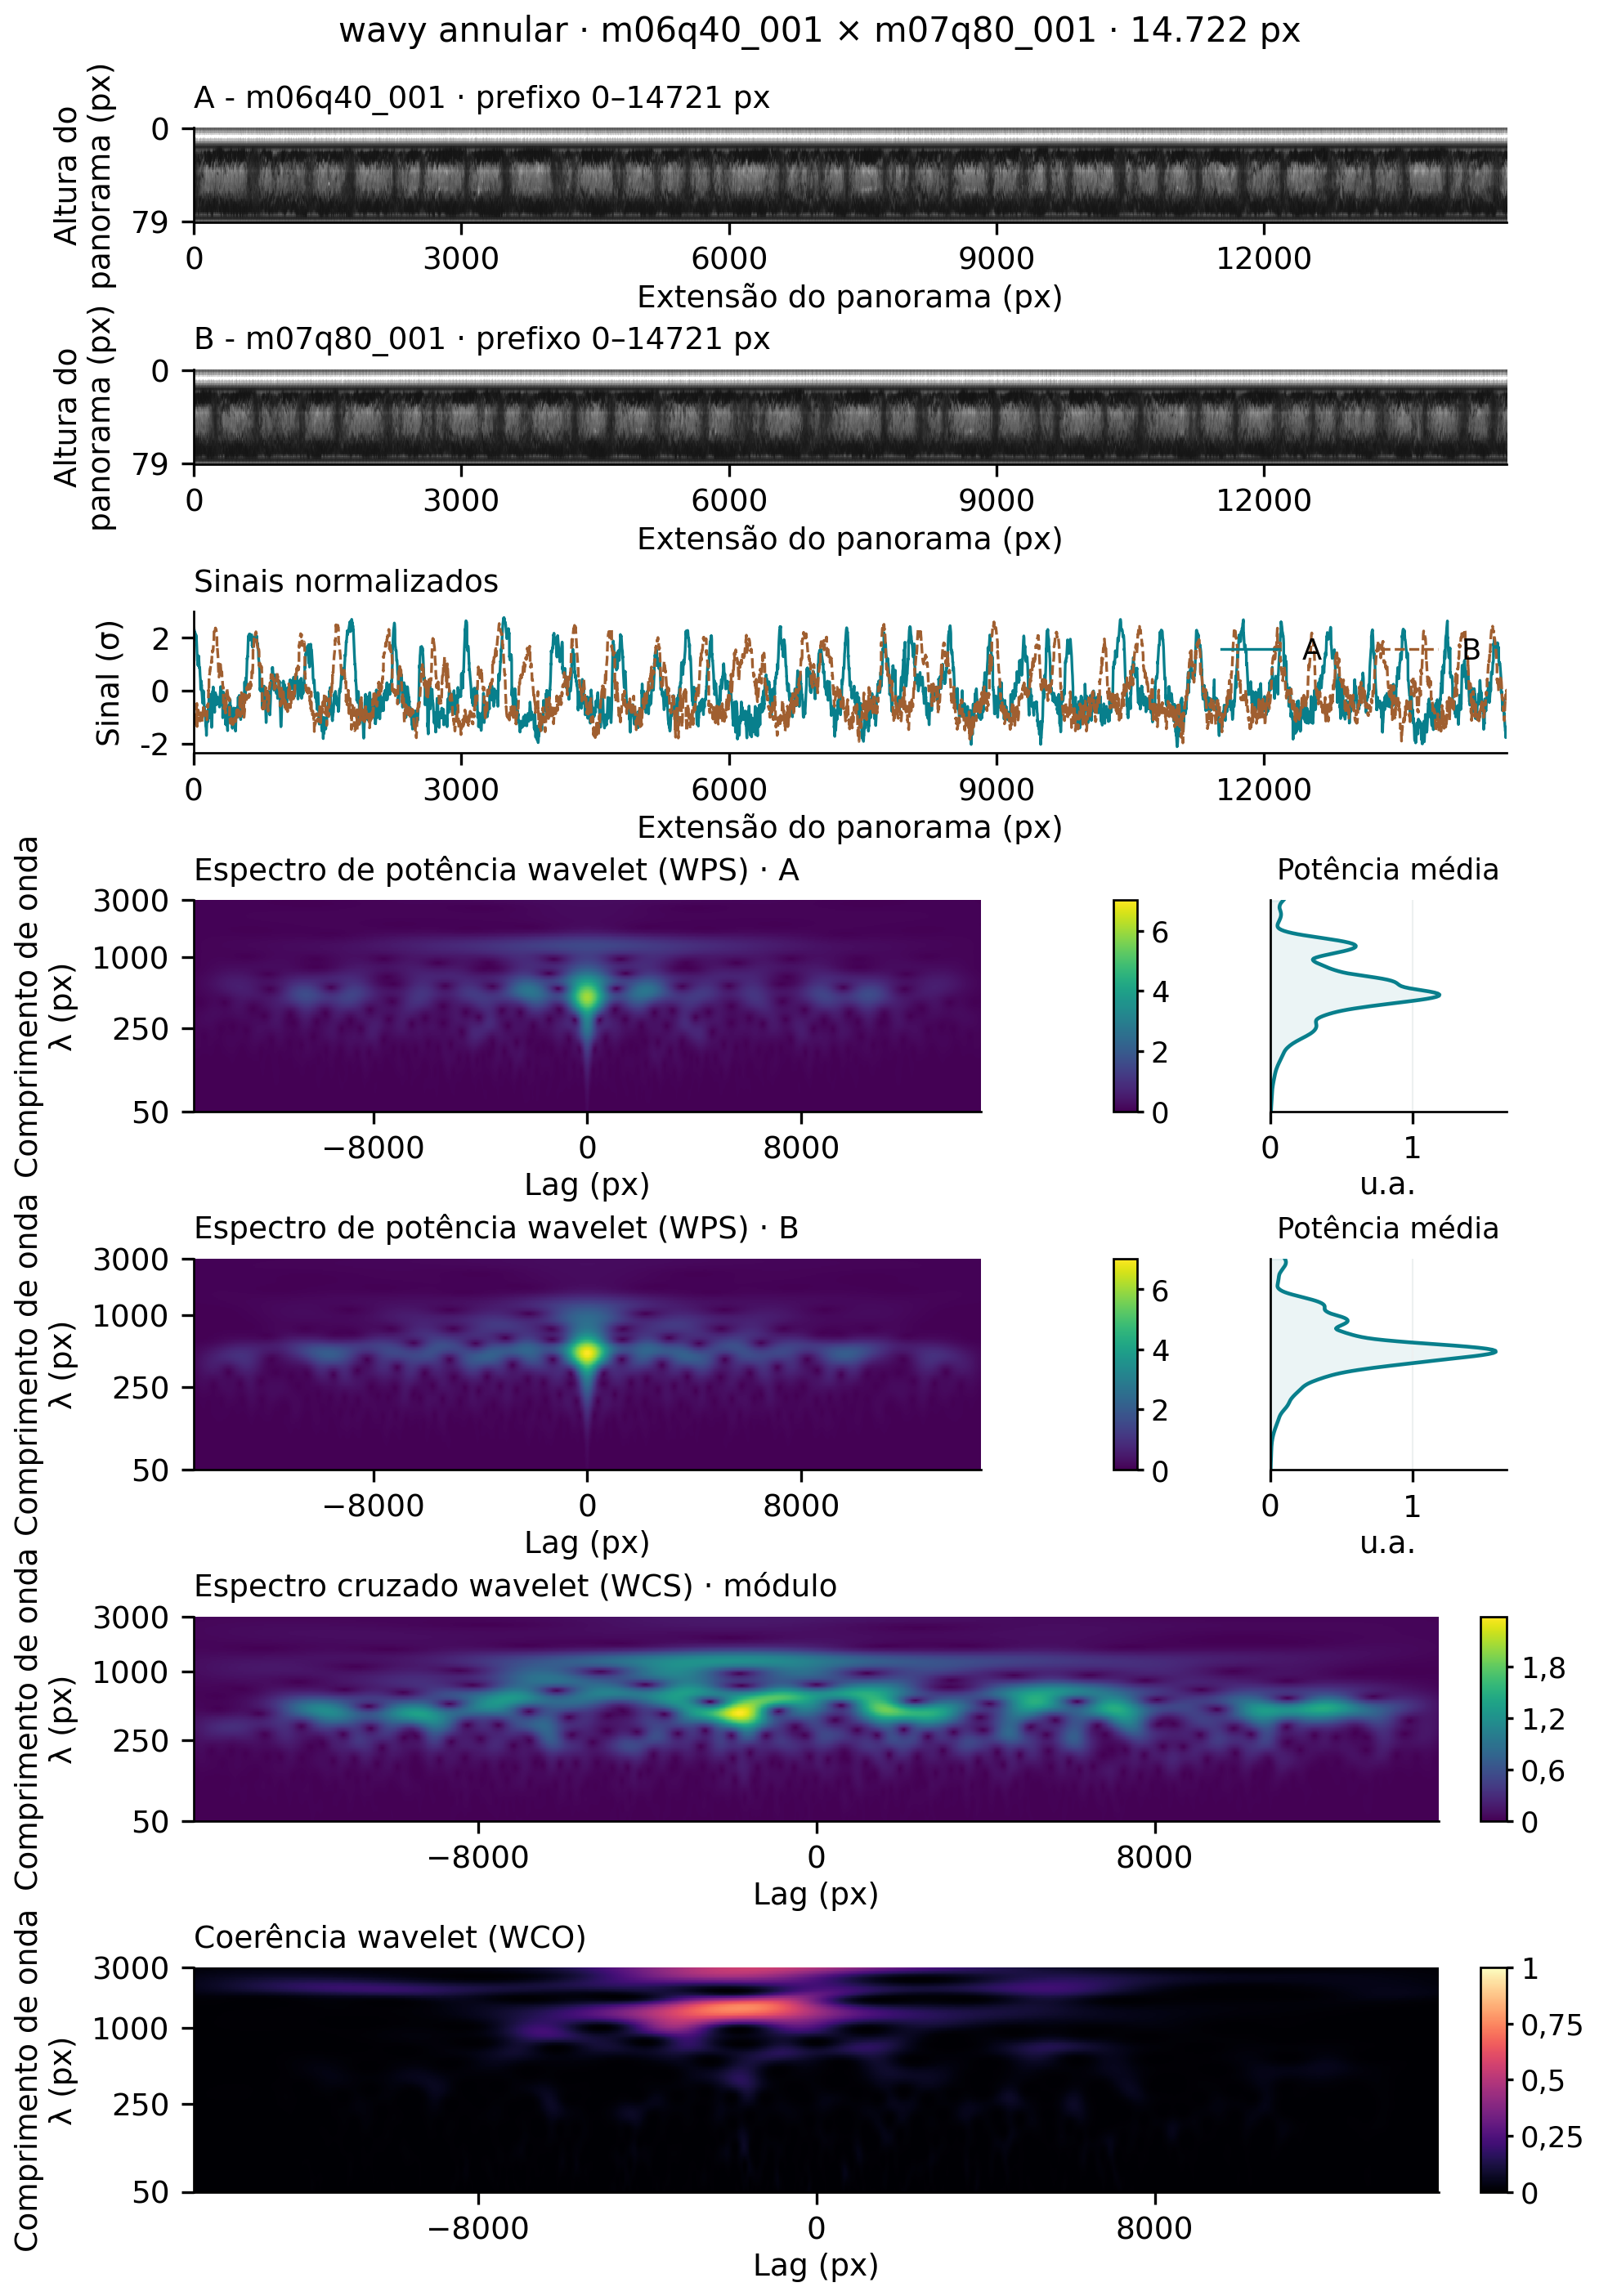 wavy annular · m06q40_001 × m07q80_001 · 14.722 px
A - m06q40_001 · prefixo 0–14721 px
Altura do
panorama (px)
0
79
0 3000 6000 9000 12000
Extensão do panorama (px)
B - m07q80_001 · prefixo 0–14721 px
Altura do
panorama (px)
0
79
0 3000 6000 9000 12000
Extensão do panorama (px)
Sinais normalizados
Sinal (σ)
2
0
-2
A B
0 3000 6000 9000 12000
Extensão do panorama (px)
Espectro de potência wavelet (WPS) · A
Comprimento de onda
λ (px)
3000
1000
250
50
−8000 0 8000
Lag (px)
6
4
2
0
Potência média
0 1
u.a.
Espectro de potência wavelet (WPS) · B
Comprimento de onda
λ (px)
3000
1000
250
50
−8000 0 8000
Lag (px)
6
4
2
0
Potência média
0 1
u.a.
Espectro cruzado wavelet (WCS) · módulo
Comprimento de onda
λ (px)
3000
1000
250
50
−8000 0 8000
Lag (px)
1,8
1,2
0,6
0
Coerência wavelet (WCO)
Comprimento de onda
λ (px)
3000
1000
250
50
−8000 0 8000
Lag (px)
1
0,75
0,5
0,25
0